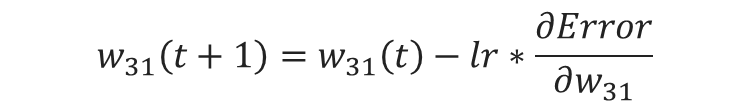 w₃₁(t + 1) = w₃₁(t) − lr * ∂Error/∂w₃₁